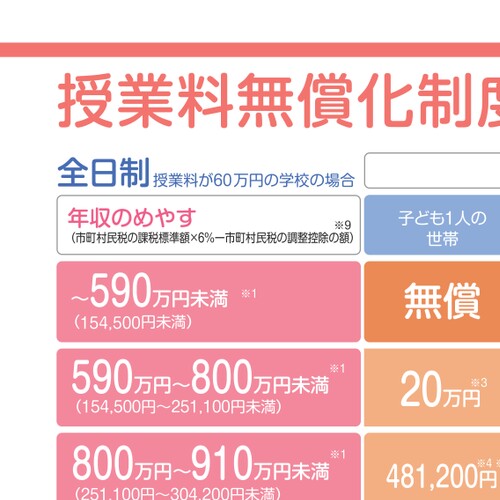 授業料無償化制度
全日制 授業料が60万円の学校の場合
年収のめやす ※9
（市町村民税の課税標準額×6%ー市町村民税の調整控除の額）
子ども1人の
世帯
～590万円未満 ※1
（154,500円未満）
無償
590万円～800万円未満 ※1
（154,500円～251,100円未満）
20万円 ※3
800万円～910万円未満 ※1
（251,100円～304,200円未満）
481,200円 ※4